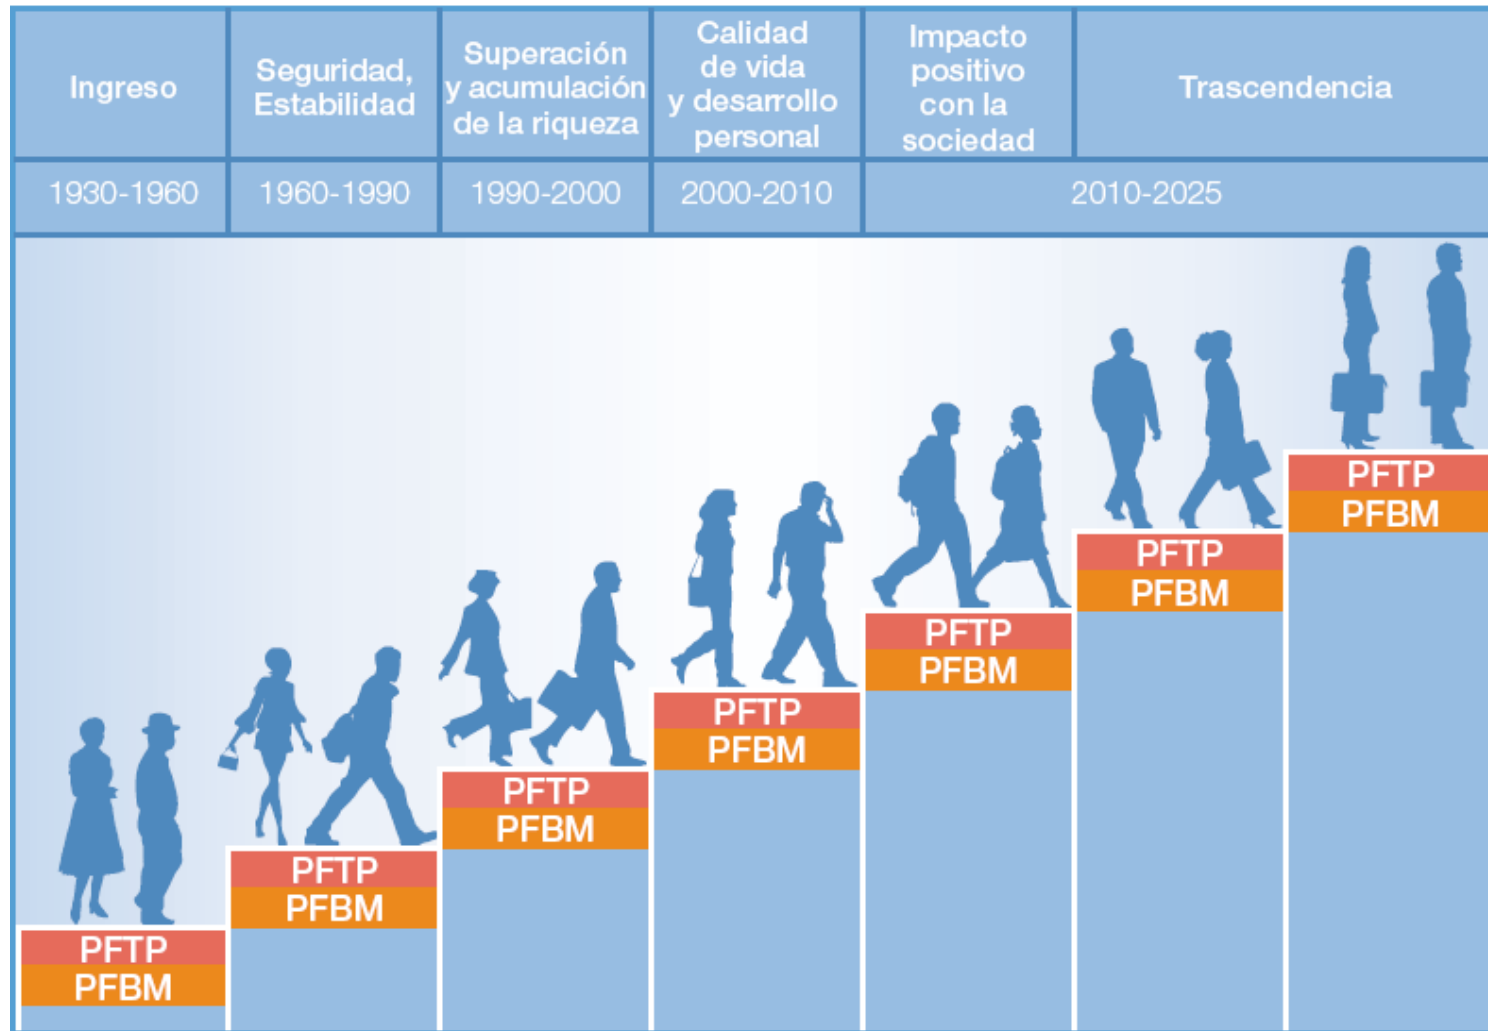 Ingreso
Seguridad,
Estabilidad
Superación
y acumulación
de la riqueza
Calidad
de vida
y desarrollo
personal
Impacto
positivo
con la
sociedad
Trascendencia
1930-1960
1960-1990
1990-2000
2000-2010
2010-2025
PFTP
PFBM
PFTP
PFBM
PFTP
PFBM
PFTP
PFBM
PFTP
PFBM
PFTP
PFBM
PFTP
PFBM